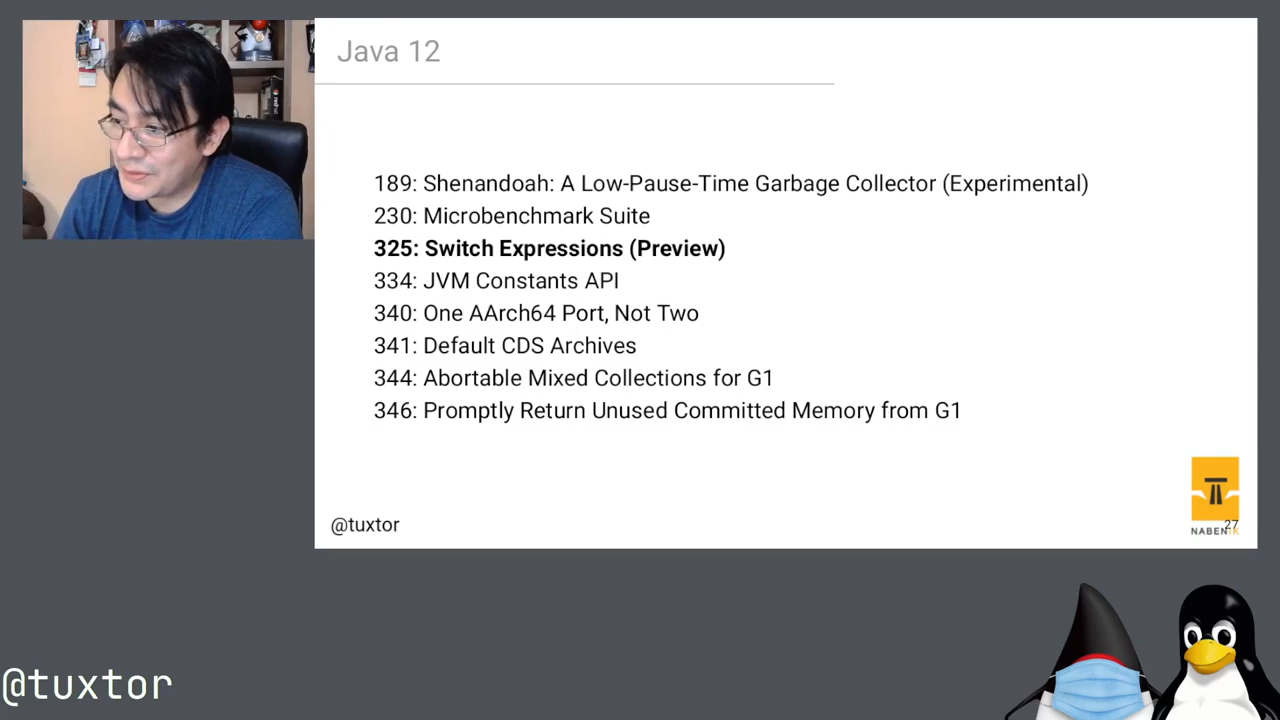 Java 12
189: Shenandoah: A Low-Pause-Time Garbage Collector (Experimental)
230: Microbenchmark Suite
325: Switch Expressions (Preview)
334: JVM Constants API
340: One AArch64 Port, Not Two
341: Default CDS Archives
344: Abortable Mixed Collections for G1
346: Promptly Return Unused Committed Memory from G1
@tuxtor
27
NABENIK
@tuxtor